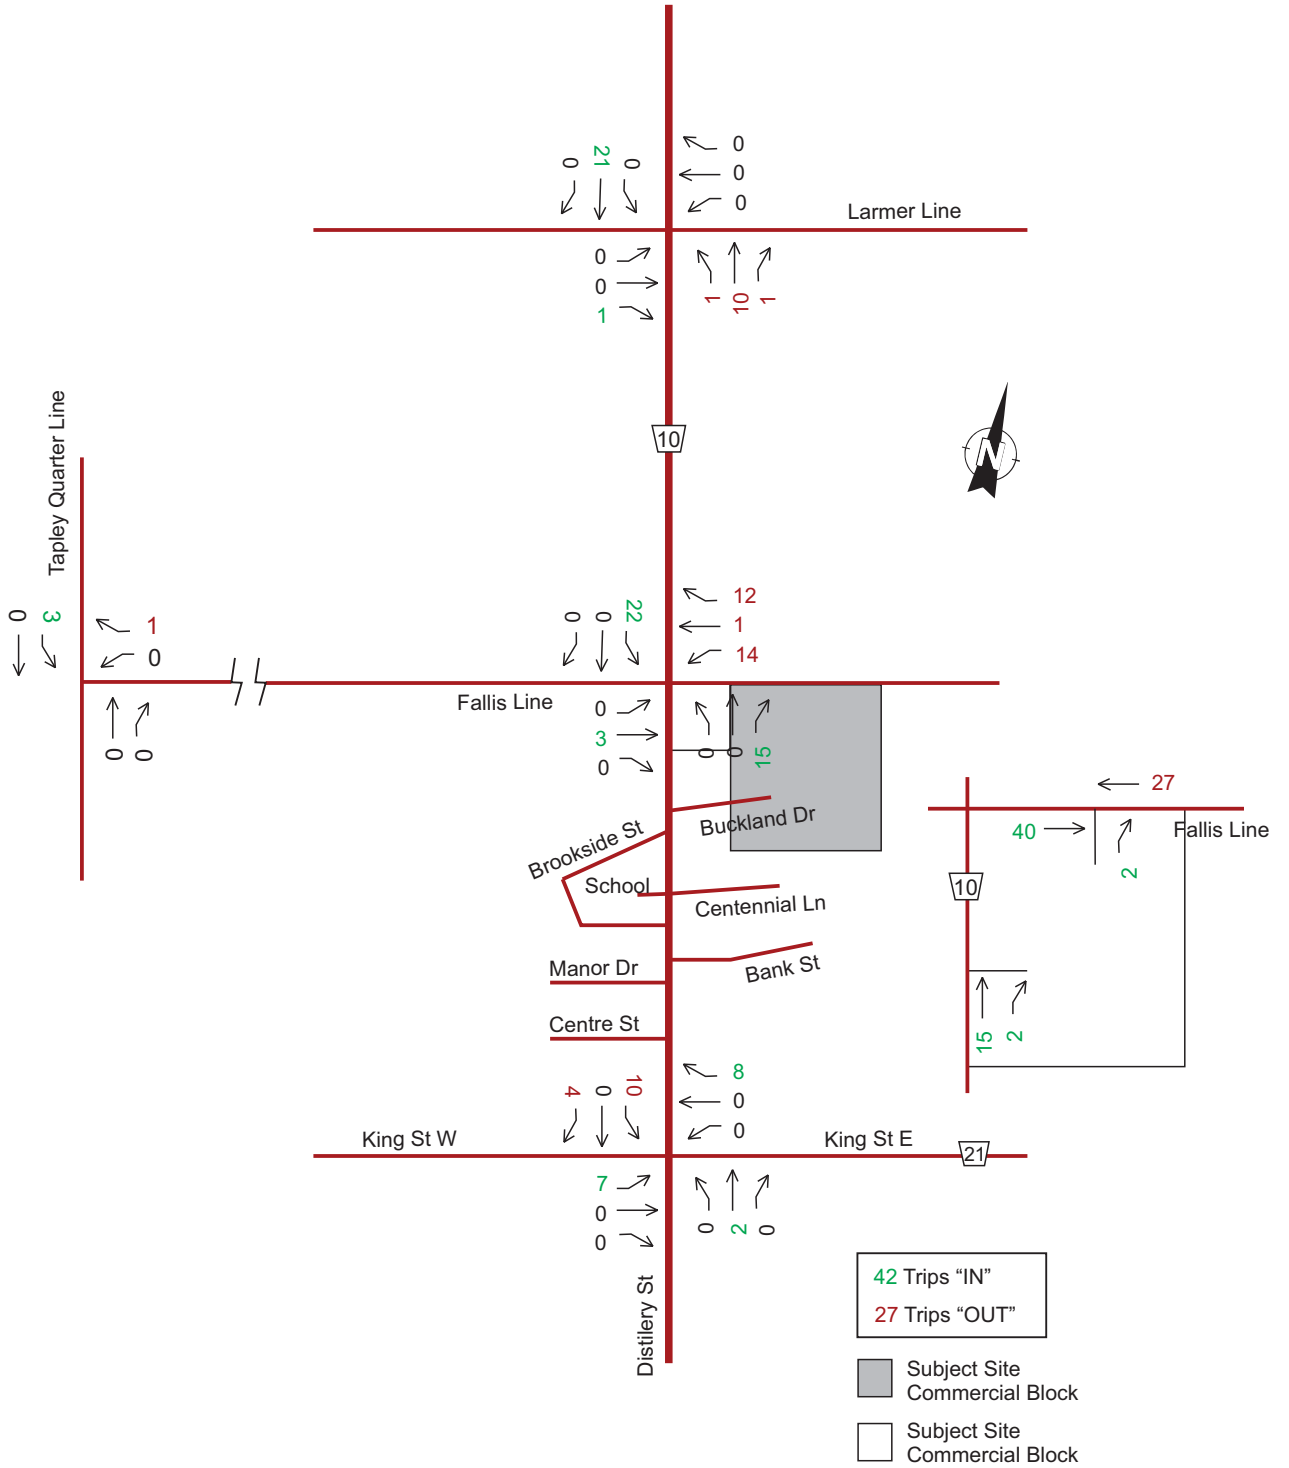 0
21
0
0
0
0
Larmer Line
0
0
1
1
10
1
10
N
Tapley Quarter Line
0
3
1
0
0
0
0
0
22
12
1
14
Fallis Line
0
3
0
0
0
15
Buckland Dr
Brookside St
School
Centennial Ln
Manor Dr
Bank St
Centre St
27
40
2
Fallis Line
10
15
2
4
0
10
8
0
0
King St W
King St E
21
7
0
0
0
2
0
Distilery St
42 Trips “IN”
27 Trips “OUT”
Subject Site
Commercial Block
Subject Site
Commercial Block